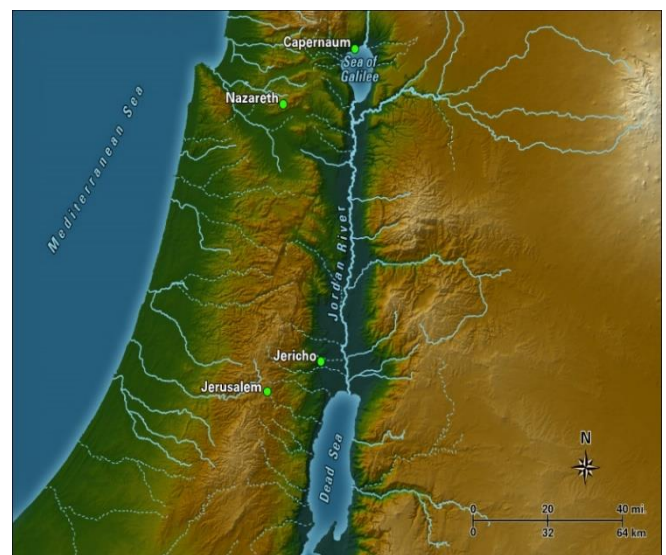 Capernaum
Sea of
Galilee
Nazareth
Mediterranean Sea
Jordan River
Jericho
Jerusalem
Dead Sea
N
0 20 40 mi.
0 32 64 km